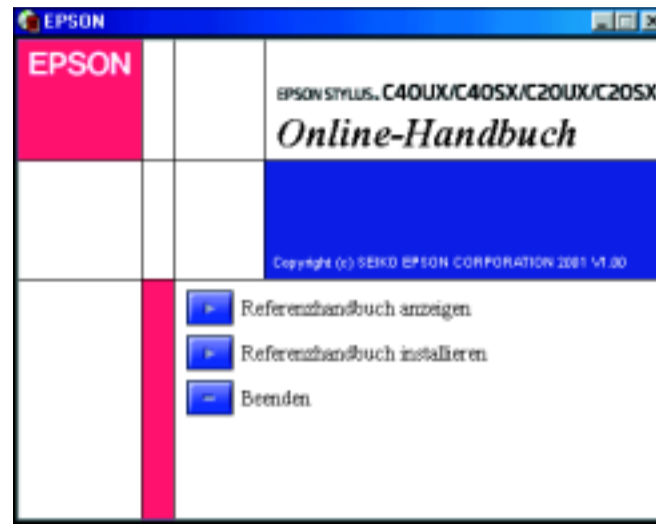 EPSON
EPSON
EPSON STYLUS. C40UX/C40SX/C20UX/C20SX
Online-Handbuch
Copyright (c) SEIKO EPSON CORPORATION 2001 V1.00
Referenzhandbuch anzeigen
Referenzhandbuch installieren
Beenden